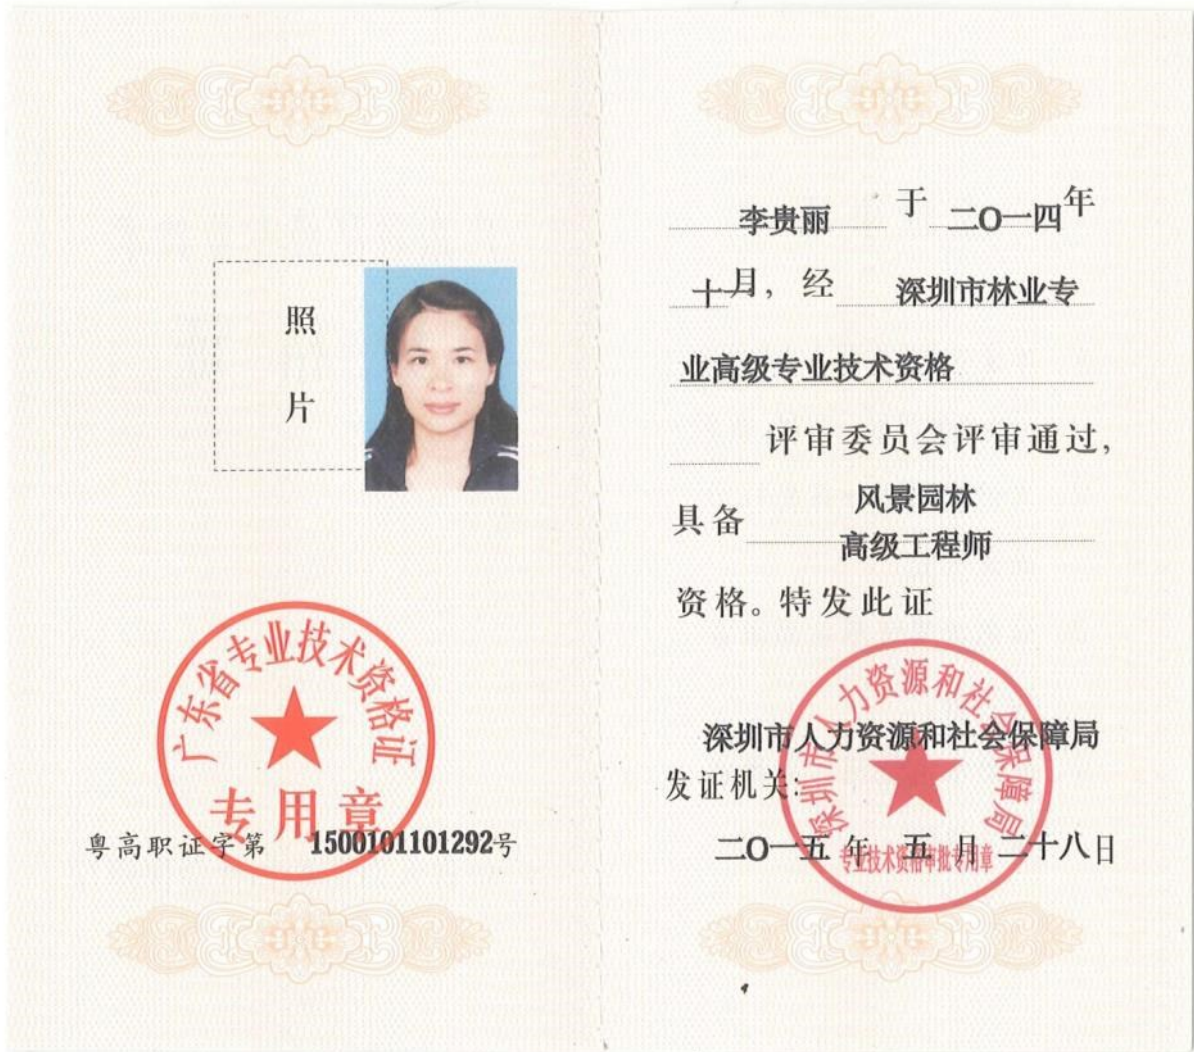 照
片
广东省专业技术资格证
专用章
粤高职证字第 1500101101292号
李贵丽 于 二〇一四年
十月，经 深圳市林业专
业高级专业技术资格
评审委员会评审通过，
具备 风景园林
高级工程师
资格。特发此证
深圳市人力资源和社会保障局
深圳市人力资源和社会保障局
发证机关：
二〇一五年 五月二十八日
专业技术资格审批专用章